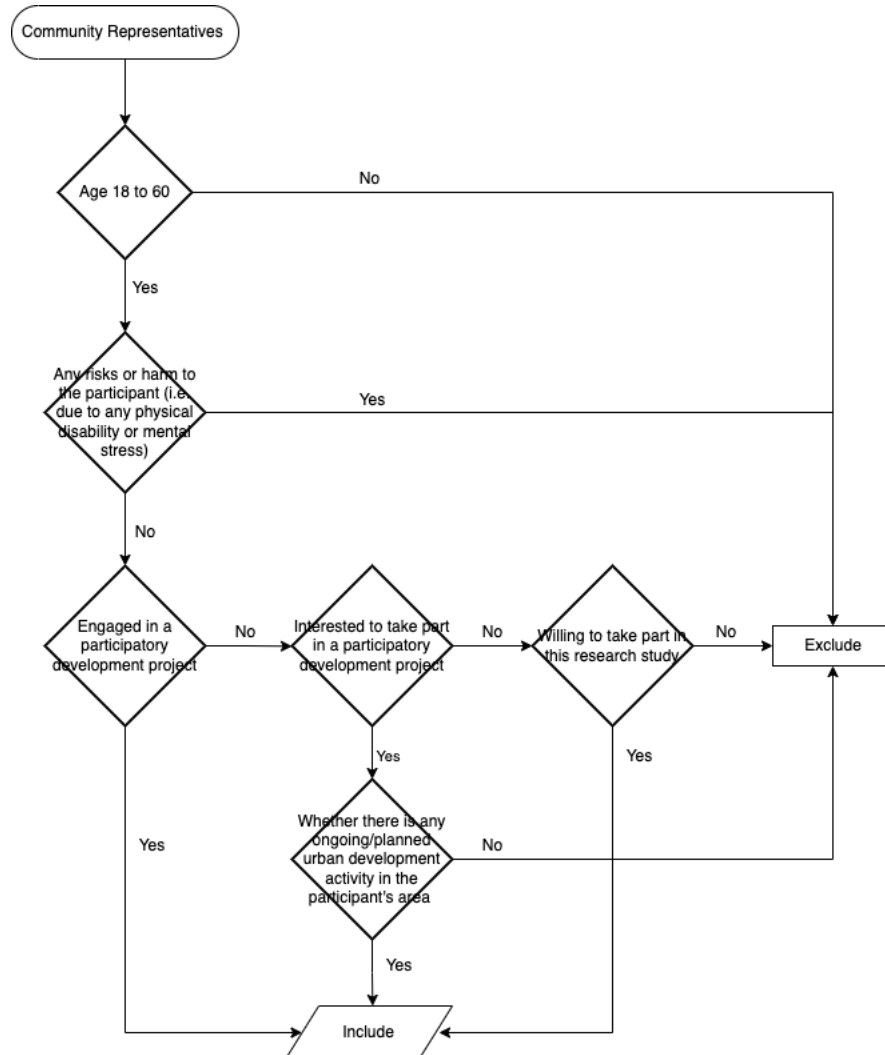 Community Representatives
Age 18 to 60
No
Yes
Any risks or harm to
the participant (i.e.
due to any physical
disability or mental
stress)
Yes
No
Engaged in a
participatory
development project
No
Interested to take part
in a participatory
development project
No
Willing to take part in
this research study
No
Exclude
Yes
Yes
Yes
Whether there is any
ongoing/planned
urban development
activity in the
participant's area
No
Yes
Include